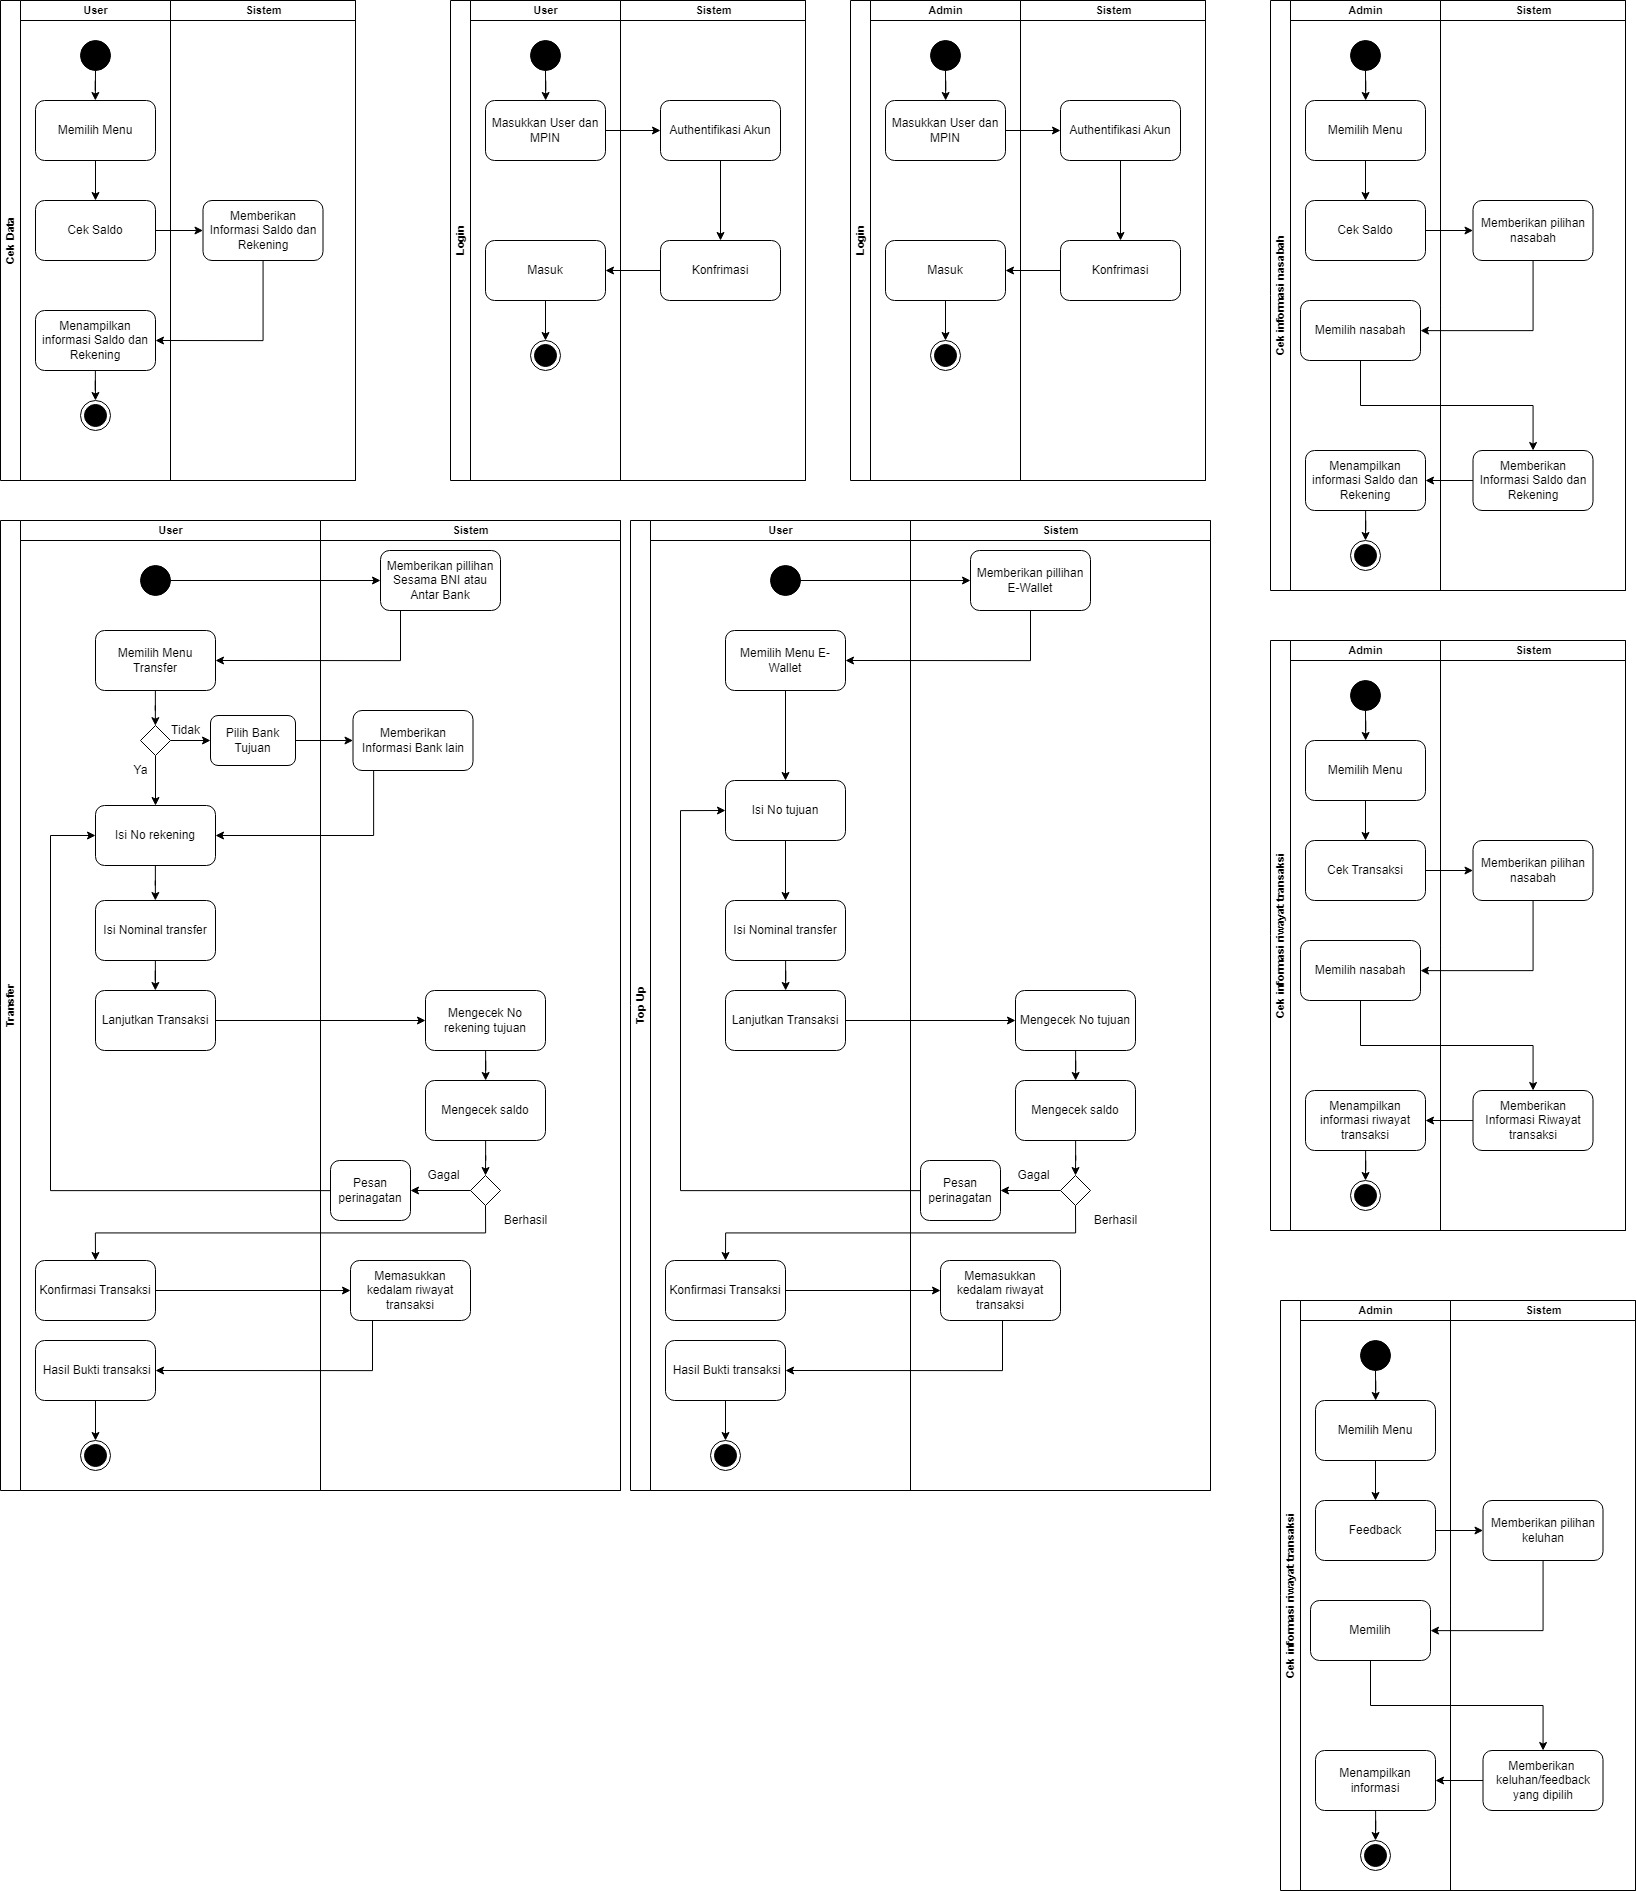 User
Sistem
Cek Data
Memilih Menu
Cek Saldo
Memberikan
Informasi Saldo dan
Rekening
Menampilkan
informasi Saldo dan
Rekening
User
Sistem
Login
Masukkan User dan
MPIN
Authentifikasi Akun
Masuk
Konfrimasi
Admin
Sistem
Login
Masukkan User dan
MPIN
Authentifikasi Akun
Masuk
Konfrimasi
Admin
Sistem
Cek informasi nasabah
Memilih Menu
Cek Saldo
Memberikan pilihan
nasabah
Memilih nasabah
Menampilkan
informasi Saldo dan
Rekening
Memberikan
Informasi Saldo dan
Rekening
User
Sistem
Transfer
Memberikan pillihan
Sesama BNI atau
Antar Bank
Memilih Menu
Transfer
Tidak
Pilih Bank
Tujuan
Memberikan
Informasi Bank lain
Ya
Isi No rekening
Isi Nominal transfer
Lanjutkan Transaksi
Mengecek No
rekening tujuan
Mengecek saldo
Pesan
perinagatan
Gagal
Berhasil
Konfirmasi Transaksi
Memasukkan
kedalam riwayat
transaksi
Hasil Bukti transaksi
User
Sistem
Top Up
Memberikan pillihan
E-Wallet
Memilih Menu E-
Wallet
Isi No tujuan
Isi Nominal transfer
Lanjutkan Transaksi
Mengecek No tujuan
Mengecek saldo
Pesan
perinagatan
Gagal
Berhasil
Konfirmasi Transaksi
Memasukkan
kedalam riwayat
transaksi
Hasil Bukti transaksi
Admin
Sistem
Cek informasi riwayat transaksi
Memilih Menu
Cek Transaksi
Memberikan pilihan
nasabah
Memilih nasabah
Menampilkan
informasi riwayat
transaksi
Memberikan
Informasi Riwayat
transaksi
Admin
Sistem
Cek informasi riwayat transaksi
Memilih Menu
Feedback
Memberikan pilihan
keluhan
Memilih
Menampilkan
informasi
Memberikan
keluhan/feedback
yang dipilih